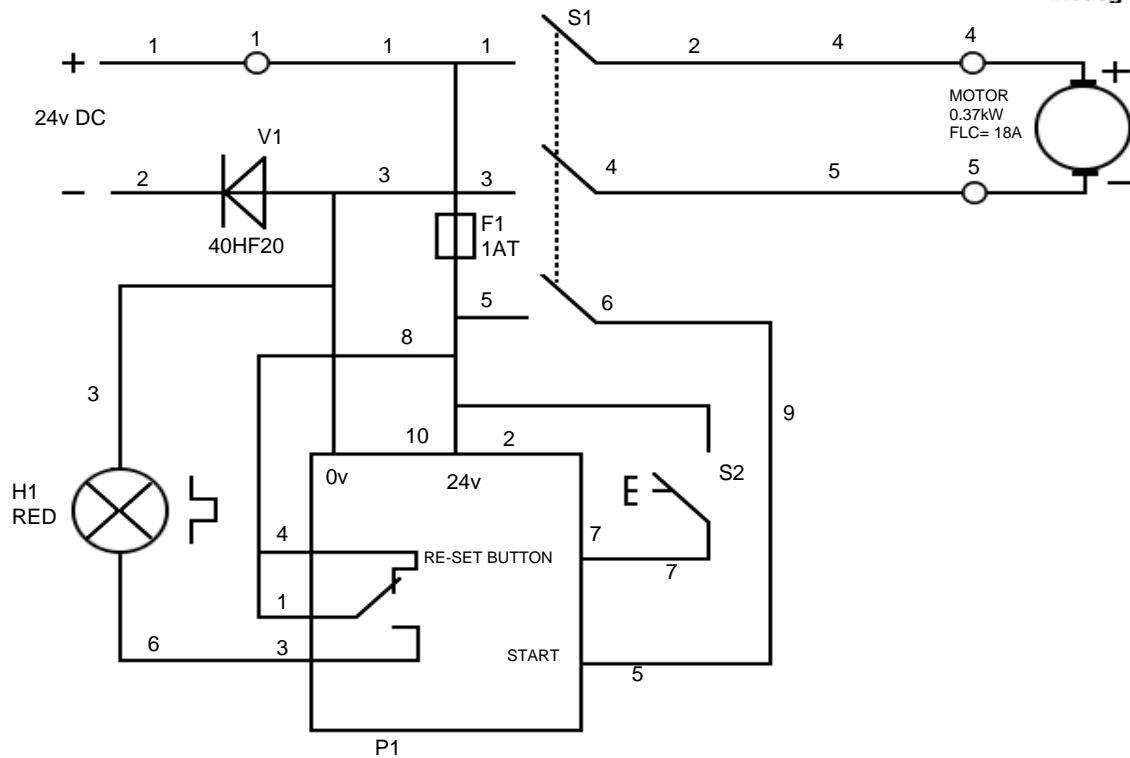 S1
1 1 1 1 2 4 4
+ +
24v DC
MOTOR
0.37kW
FLC= 18A
V1
2 3 3 4 5 5
− −
40HF20
F1
1AT
5 6
8
3
9
10 2
0v 24v
S2
H1
RED
E
4
RE-SET BUTTON
7
7
1
6 3
START
5
P1